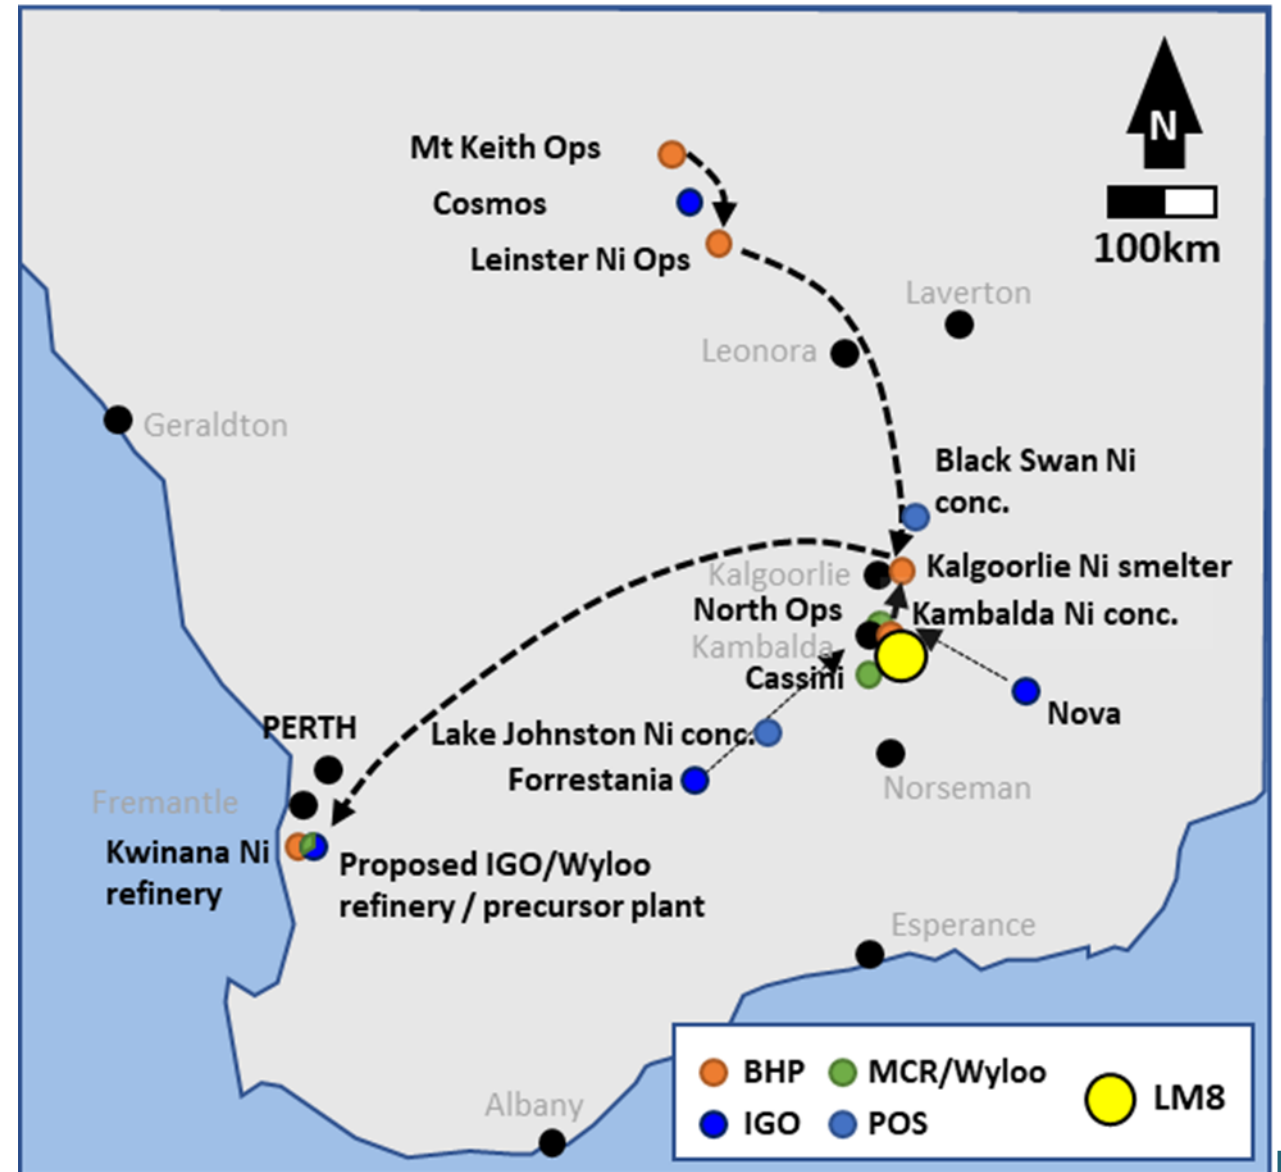 N
100km
Mt Keith Ops
Cosmos
Leinster Ni Ops
Laverton
Leonora
Geraldton
Black Swan Ni
conc.
Kalgoorlie
Kalgoorlie Ni smelter
North Ops
Kambalda Ni conc.
Kambalda
Cassini
Nova
PERTH
Lake Johnston Ni conc.
Forrestania
Norseman
Fremantle
Kwinana Ni
refinery
Proposed IGO/Wyloo
refinery / precursor plant
Esperance
Albany
BHP
MCR/Wyloo
LM8
IGO
POS